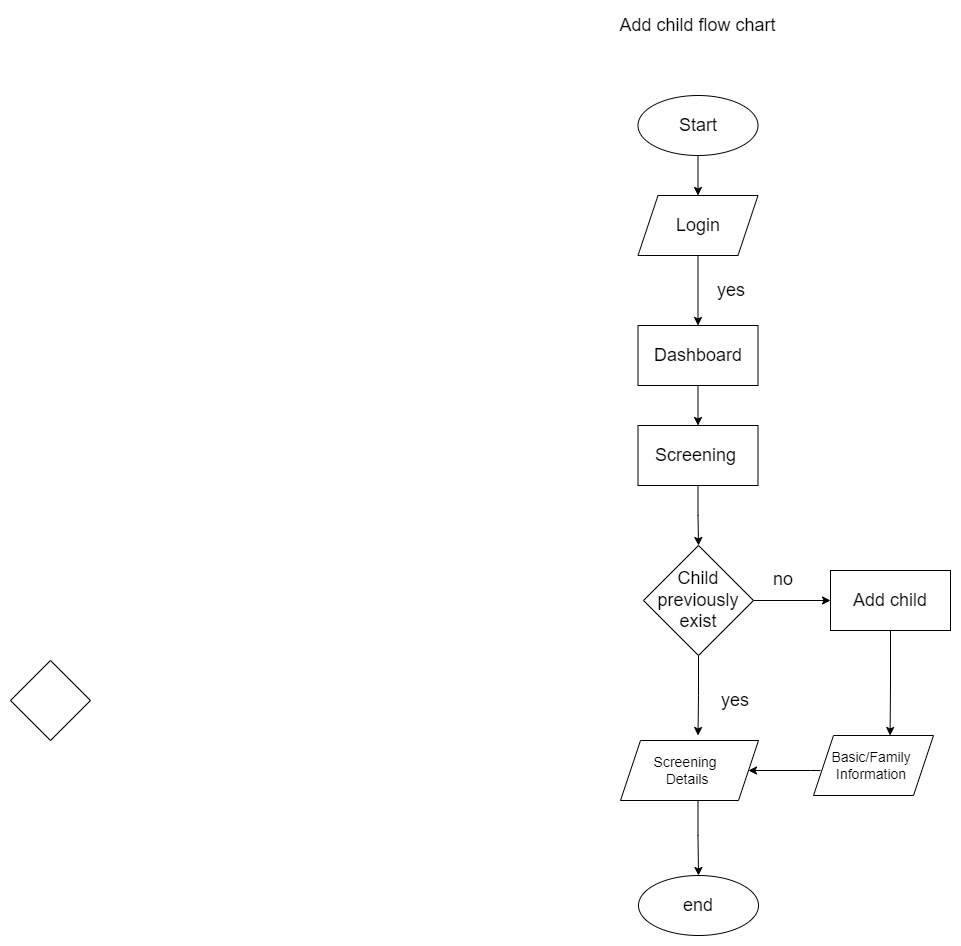 Add child flow chart
Start
Login
yes
Dashboard
Screening
Child
previously
exist
no
Add child
yes
Screening
Details
Basic/Family
Information
end